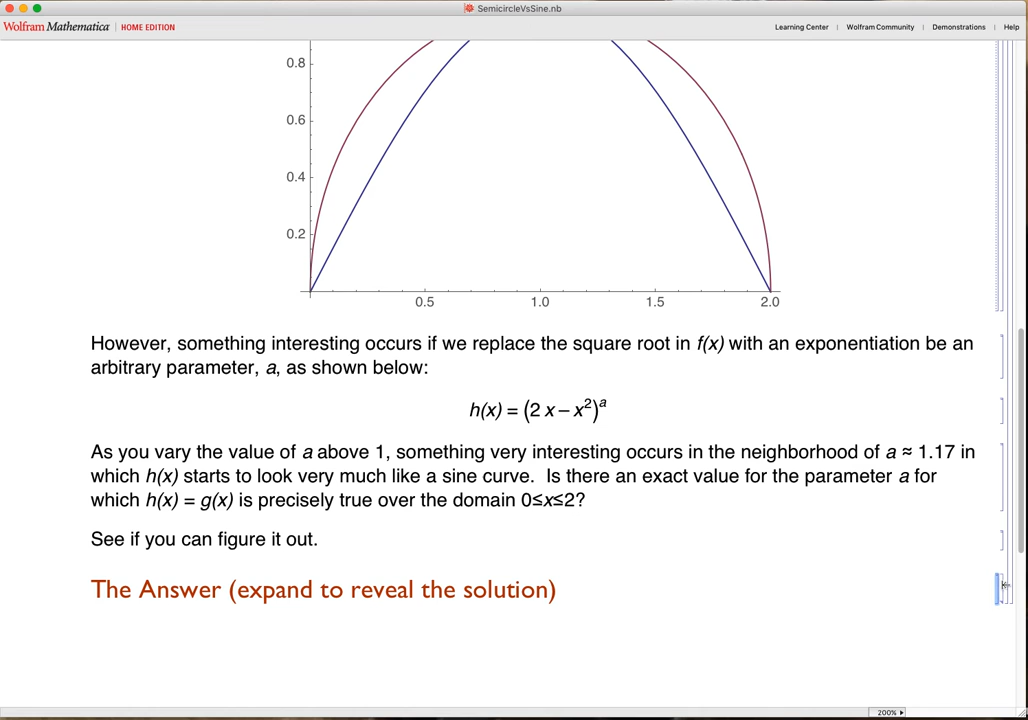 SemicircleVsSine.nb
Wolfram Mathematica | HOME EDITION
Learning Center | Wolfram Community | Demonstrations | Help
0.8
0.6
0.4
0.2
0.5 1.0 1.5 2.0
However, something interesting occurs if we replace the square root in f(x) with an exponentiation be an
arbitrary parameter, a, as shown below:
h(x) = (2 x – x²)ᵃ
As you vary the value of a above 1, something very interesting occurs in the neighborhood of a ≈ 1.17 in
which h(x) starts to look very much like a sine curve.  Is there an exact value for the parameter a for
which h(x) = g(x) is precisely true over the domain 0≤x≤2?
See if you can figure it out.
The Answer (expand to reveal the solution)
200%